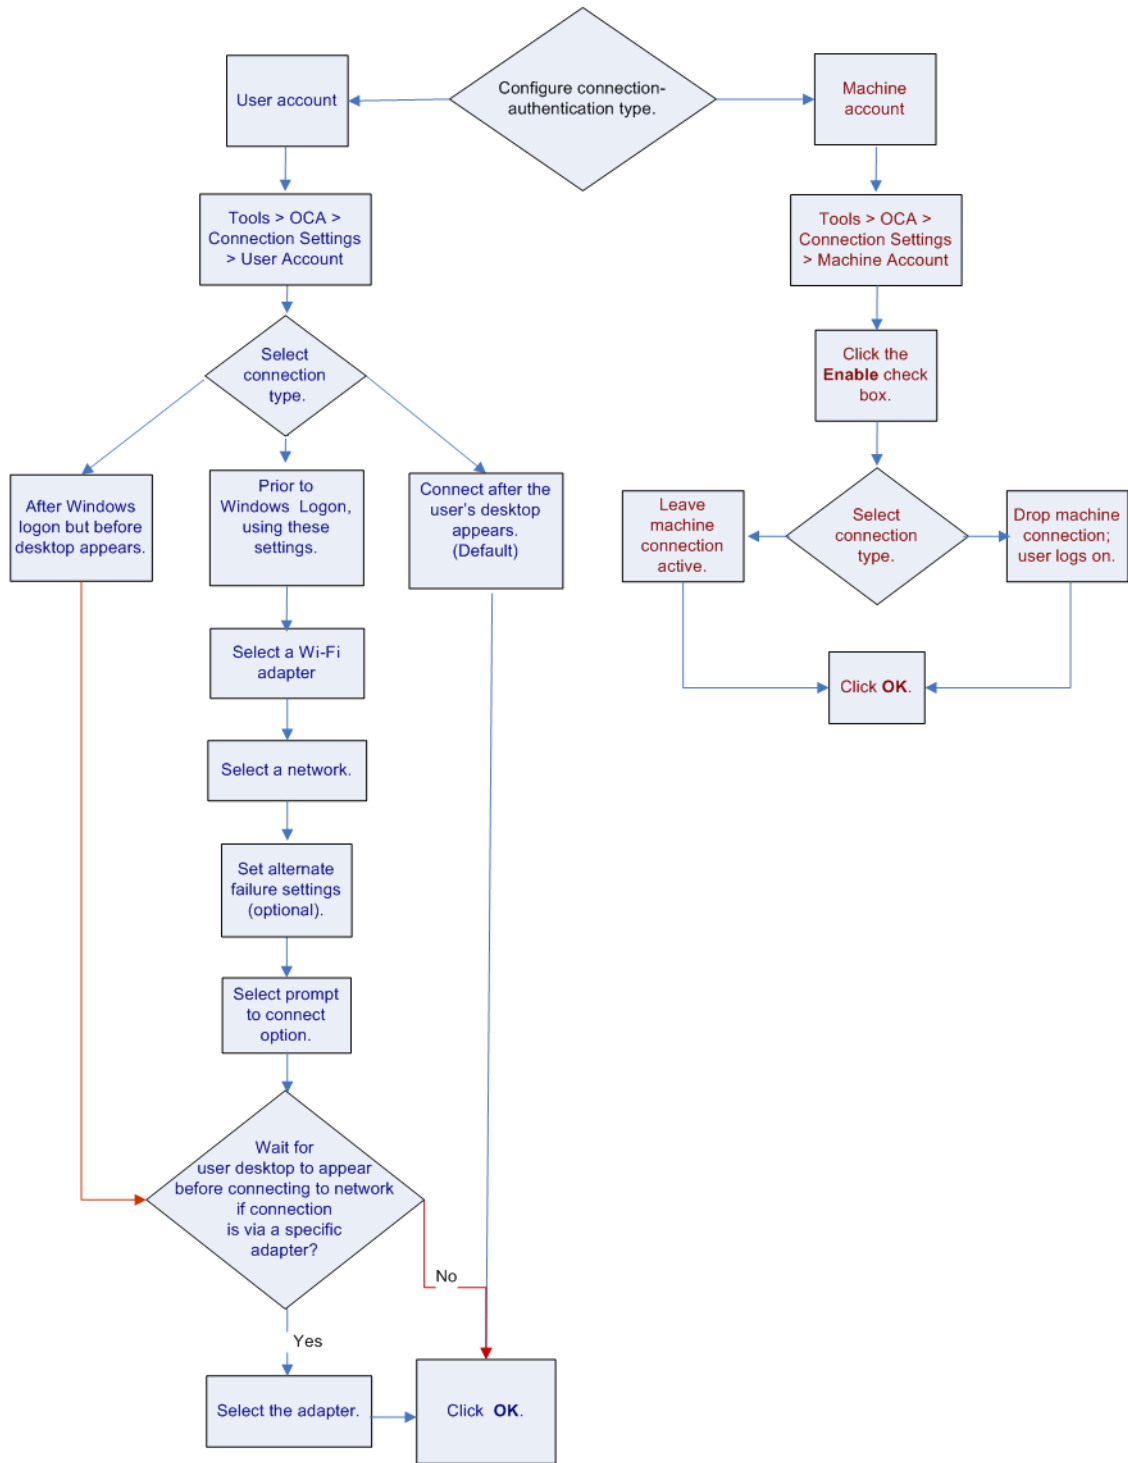 Configure connection-
authentication type.
User account
Machine
account
Tools > OCA >
Connection Settings
> User Account
Tools > OCA >
Connection Settings
> Machine Account
Select
connection
type.
Click the
Enable check
box.
After Windows
logon but before
desktop appears.
Prior to
Windows Logon,
using these
settings.
Connect after the
user's desktop
appears.
(Default)
Leave
machine
connection
active.
Select
connection
type.
Drop machine
connection;
user logs on.
Select a Wi-Fi
adapter
Click OK.
Select a network.
Set alternate
failure settings
(optional).
Select prompt
to connect
option.
Wait for
user desktop to appear
before connecting to network
if connection
is via a specific
adapter?
No
Yes
Select the adapter.
Click OK.